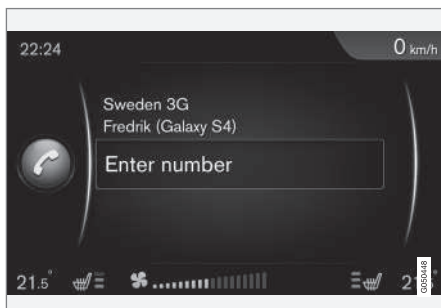 22:24
0 km/h
Sweden 3G
Fredrik (Galaxy S4)
Enter number
21.5°
G050448